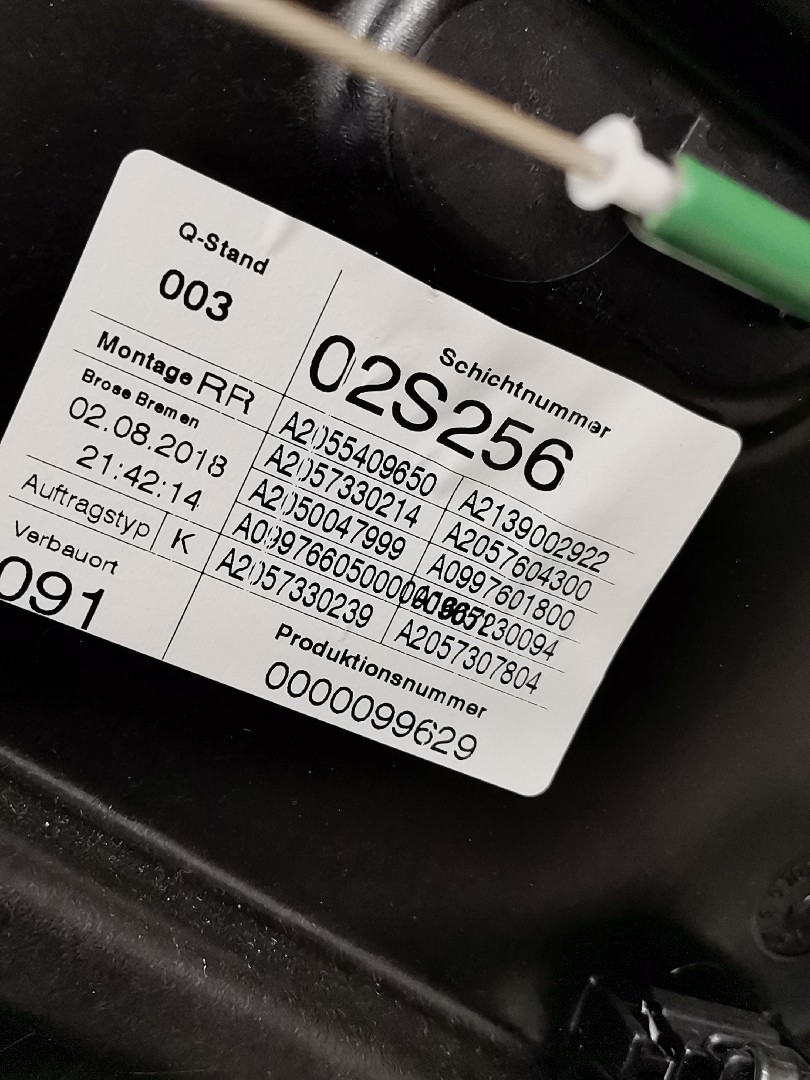 Q-Stand
003
Schichtnummer
02S256
Montage RR
Brose Bremen
02.08.2018
21:42:14
Auftragstyp K
Verbauort
091
A2055409650 A2139002922
A2057330214 A2057604300
A2050047999 A0997601800
A2057330239 A2057307804
Produktionsnummer
0000099629